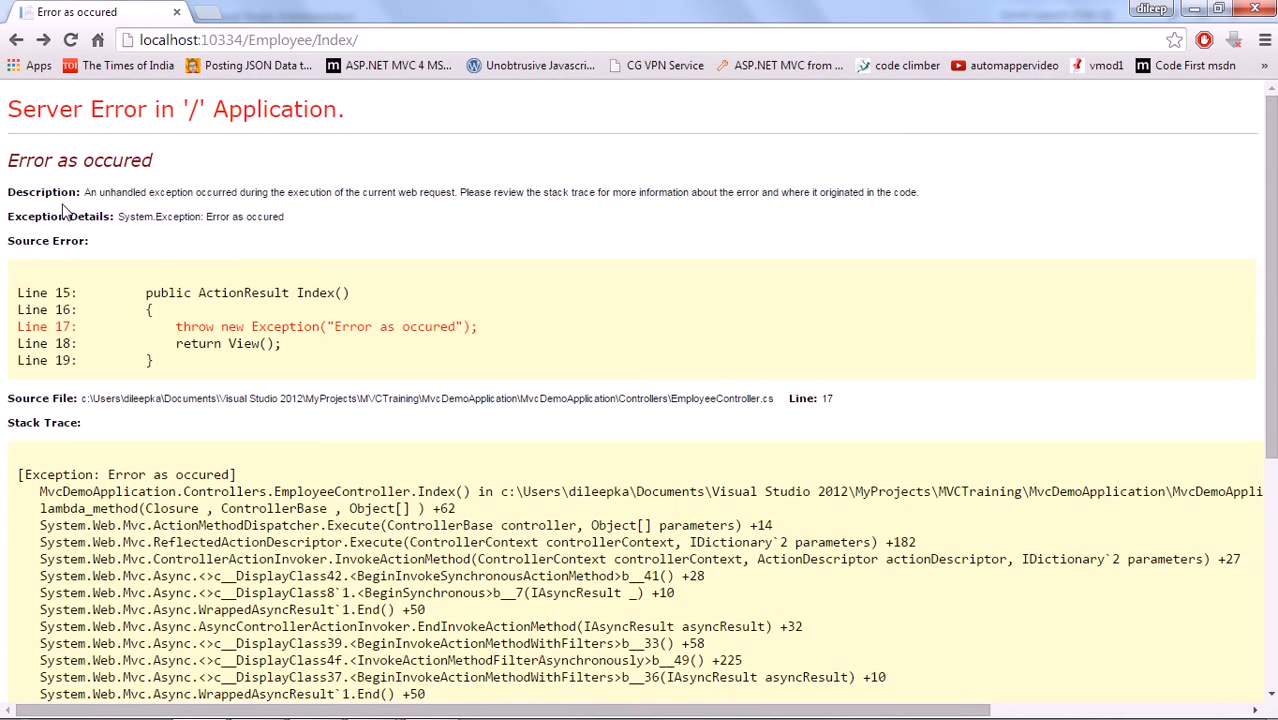 Error as occured
dileep
localhost:10334/Employee/Index/
Apps The Times of India Posting JSON Data t... ASP.NET MVC 4 MS... Unobtrusive Javascri... CG VPN Service ASP.NET MVC from ... code climber automappervideo vmod1 Code First msdn »
Server Error in '/' Application.
Error as occured
Description: An unhandled exception occurred during the execution of the current web request. Please review the stack trace for more information about the error and where it originated in the code.
Exception Details: System.Exception: Error as occured
Source Error:
Line 15: public ActionResult Index()
Line 16: {
Line 17: throw new Exception("Error as occured");
Line 18: return View();
Line 19: }
Source File: c:\Users\dileepka\Documents\Visual Studio 2012\MyProjects\MVCTraining\MvcDemoApplication\MvcDemoApplication\Controllers\EmployeeController.cs Line: 17
Stack Trace:
[Exception: Error as occured]
MvcDemoApplication.Controllers.EmployeeController.Index() in c:\Users\dileepka\Documents\Visual Studio 2012\MyProjects\MVCTraining\MvcDemoApplication\MvcDemoAppli
lambda_method(Closure , ControllerBase , Object[] ) +62
System.Web.Mvc.ActionMethodDispatcher.Execute(ControllerBase controller, Object[] parameters) +14
System.Web.Mvc.ReflectedActionDescriptor.Execute(ControllerContext controllerContext, IDictionary`2 parameters) +182
System.Web.Mvc.ControllerActionInvoker.InvokeActionMethod(ControllerContext controllerContext, ActionDescriptor actionDescriptor, IDictionary`2 parameters) +27
System.Web.Mvc.Async.<>c__DisplayClass42.<BeginInvokeSynchronousActionMethod>b__41() +28
System.Web.Mvc.Async.<>c__DisplayClass8`1.<BeginSynchronous>b__7(IAsyncResult _) +10
System.Web.Mvc.Async.WrappedAsyncResult`1.End() +50
System.Web.Mvc.Async.AsyncControllerActionInvoker.EndInvokeActionMethod(IAsyncResult asyncResult) +32
System.Web.Mvc.Async.<>c__DisplayClass39.<BeginInvokeActionMethodWithFilters>b__33() +58
System.Web.Mvc.Async.<>c__DisplayClass4f.<InvokeActionMethodFilterAsynchronously>b__49() +225
System.Web.Mvc.Async.<>c__DisplayClass37.<BeginInvokeActionMethodWithFilters>b__36(IAsyncResult asyncResult) +10
System.Web.Mvc.Async.WrappedAsyncResult`1.End() +50